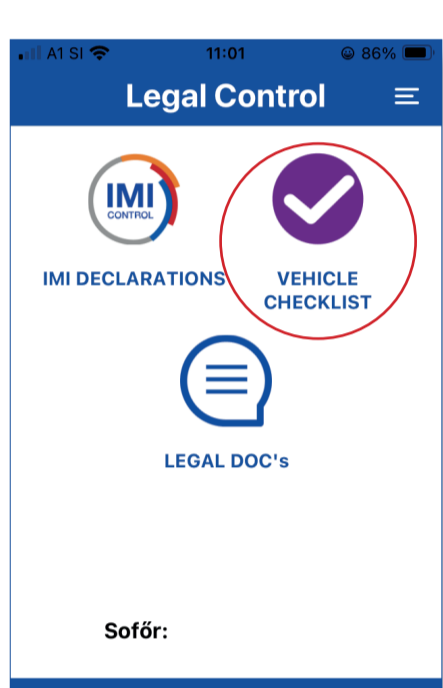 A1 SI 11:01 86%
Legal Control
IMI
CONTROL
IMI DECLARATIONS
VEHICLE
CHECKLIST
LEGAL DOC's
Sofőr: